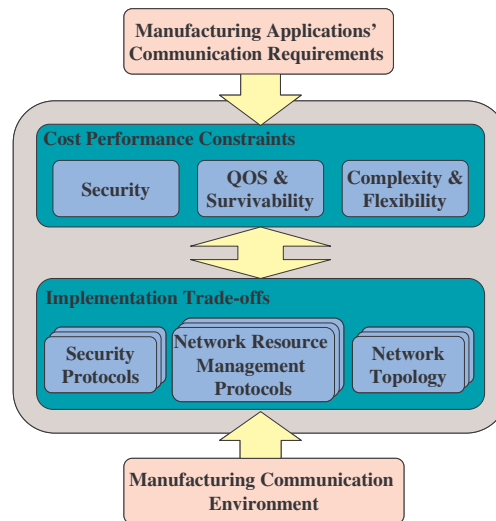 Manufacturing Applications'
Communication Requirements
Cost Performance Constraints
Security
QOS &
Survivability
Complexity &
Flexibility
Implementation Trade-offs
Security
Protocols
Network Resource
Management
Protocols
Network
Topology
Manufacturing Communication
Environment